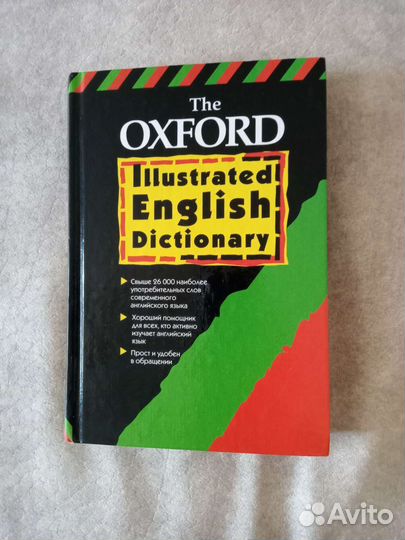 The
OXFORD
Illustrated
English
Dictionary
Свыше 26 000 наиболее
употребительных слов
современного
английского языка
Хороший помощник
для всех, кто активно
изучает английский
язык
Прост и удобен
в обращении
Avito